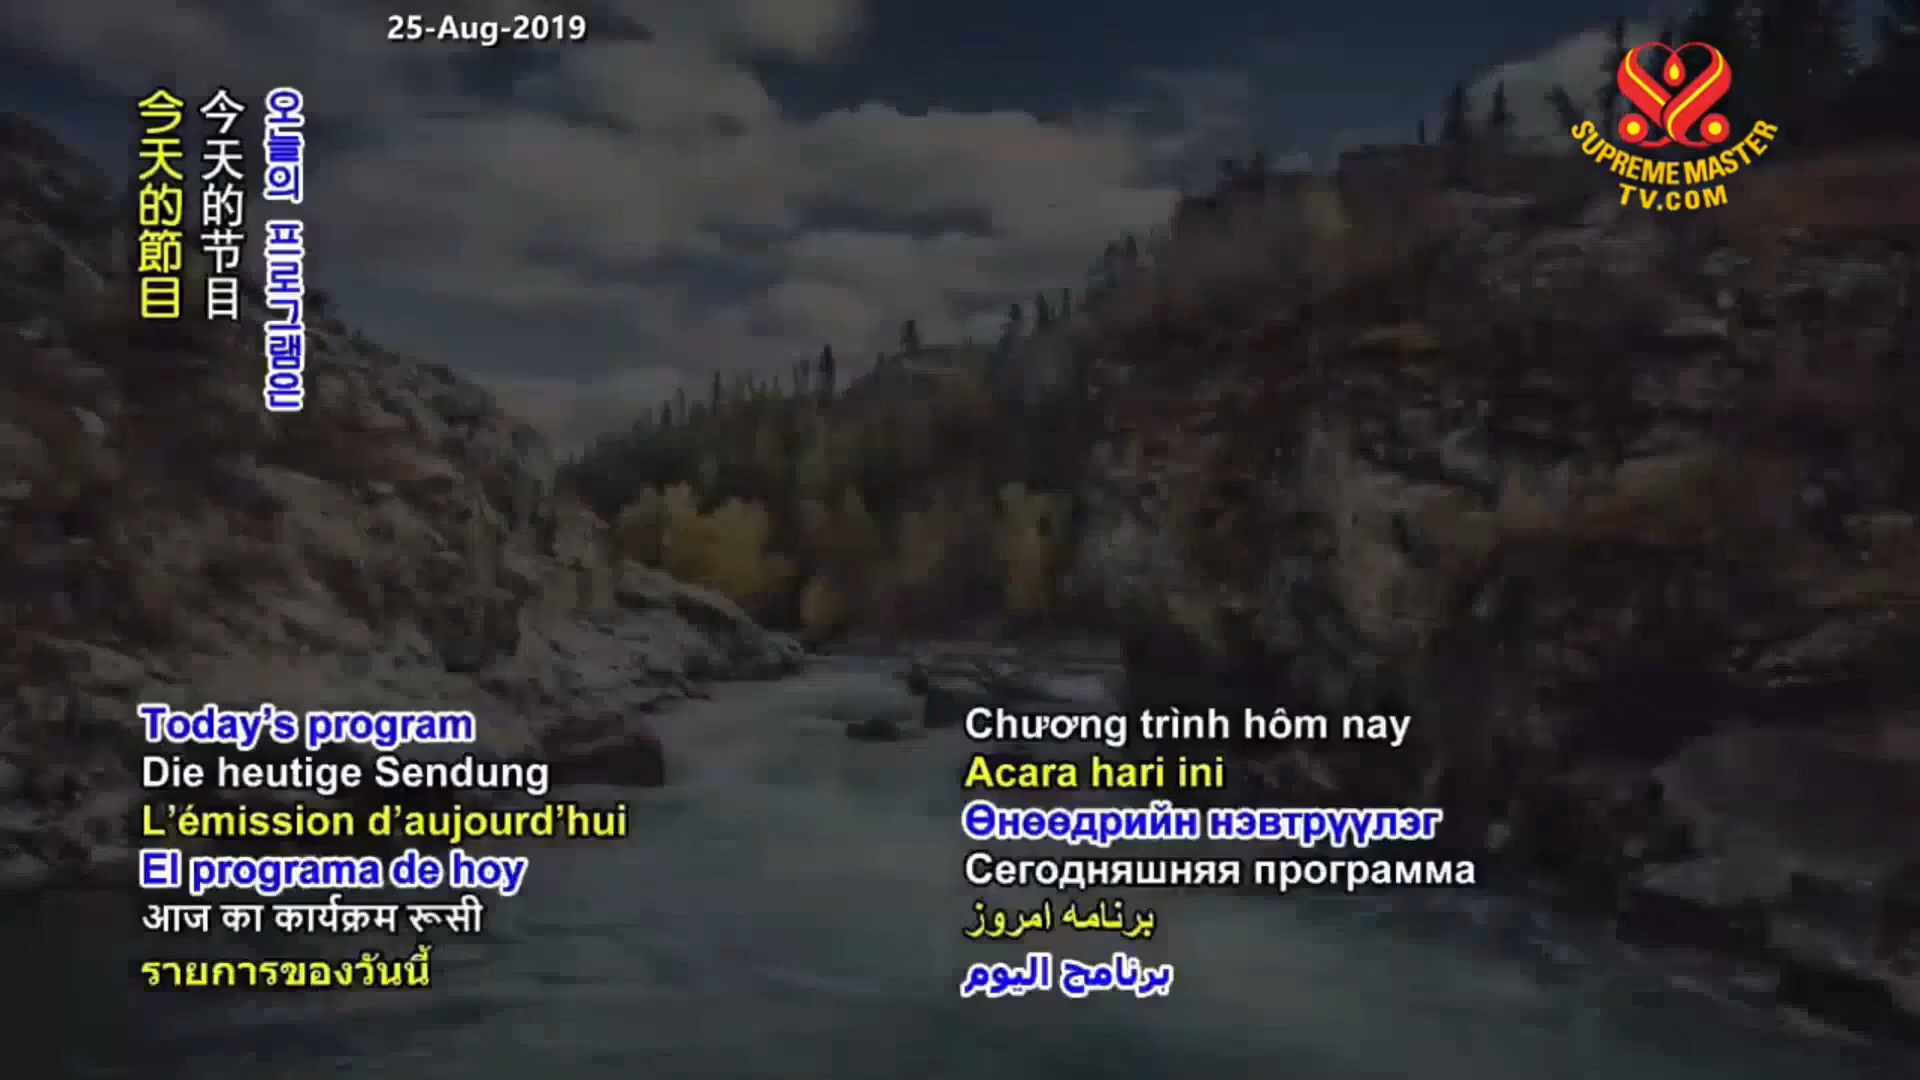 25-Aug-2019
SUPREME MASTER
TV.COM
今天的節目
今天的节目
오늘의 프로그램은
Today’s program
Die heutige Sendung
L’émission d’aujourd’hui
El programa de hoy
आज का कार्यक्रम रूसी
รายการของวันนี้
Chương trình hôm nay
Acara hari ini
Өнөөдрийн нэвтрүүлэг
Сегодняшняя программа
برنامه امروز
برنامج اليوم